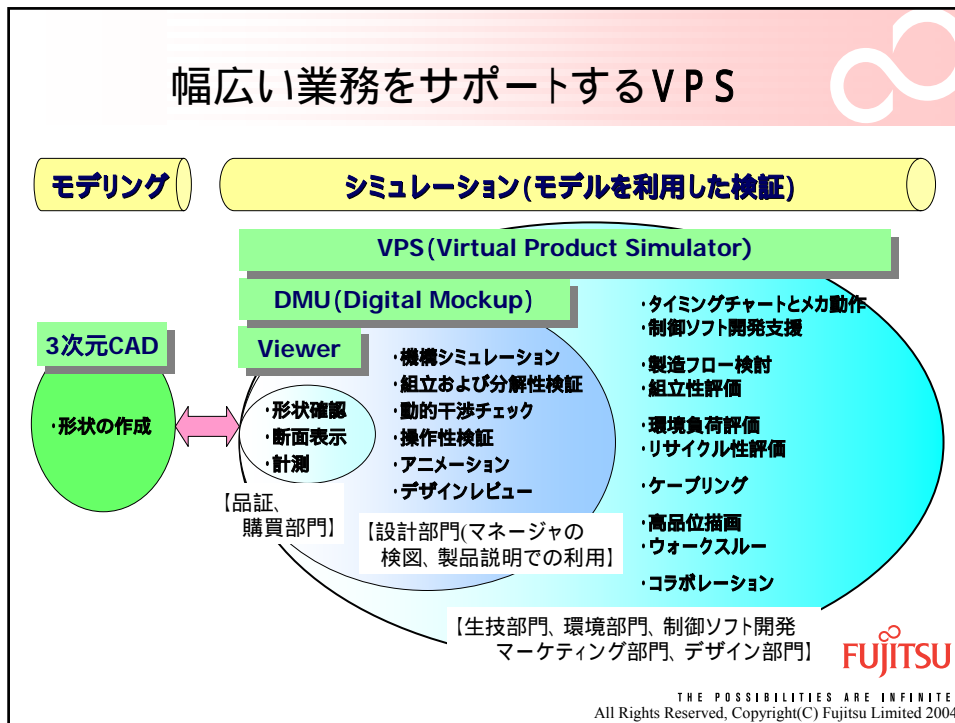 幅広い業務をサポートするVPS
モデリング
シミュレーション(モデルを利用した検証)
VPS(Virtual Product Simulator)
DMU(Digital Mockup)
3次元CAD
Viewer
・形状の作成
・形状確認
・断面表示
・計測
【品証、
購買部門】
・機構シミュレーション
・組立および分解性検証
・動的干渉チェック
・操作性検証
・アニメーション
・デザインレビュー
【設計部門(マネージャの
検図、製品説明での利用】
・タイミングチャートとメカ動作
・制御ソフト開発支援
・製造フロー検討
・組立性評価
・環境負荷評価
・リサイクル性評価
・ケーブリング
・高品位描画
・ウォークスルー
・コラボレーション
【生技部門、環境部門、制御ソフト開発
マーケティング部門、デザイン部門】
FUJITSU
THE POSSIBILITIES ARE INFINITE
All Rights Reserved, Copyright(C) Fujitsu Limited 2004